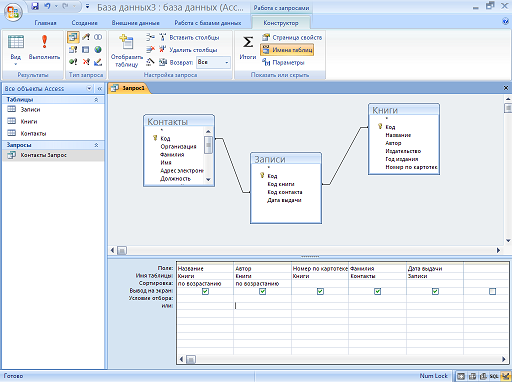 База данных3 : база данных (Acc...
Работа с запросами
Главная
Создание
Внешние данные
Работа с базами данных
Конструктор
Вид
Выполнить
Результаты
Тип запроса
Отобразить таблицу
Вставить столбцы
Удалить столбцы
Возврат: Все
Настройка запроса
Итоги
Страница свойств
Имена таблиц
Параметры
Показать или скрыть
Все объекты Access
Таблицы
Записи
Книги
Контакты
Запросы
Контакты Запрос
Запрос1
Контакты
*
Код
Организация
Фамилия
Имя
Адрес электронн
Должность
Записи
*
Код
Код книги
Код контакта
Дата выдачи
Книги
*
Код
Название
Автор
Издательство
Год издания
Номер по картотек
Поле: Название Автор Номер по картотеке Фамилия Дата выдачи
Имя таблицы: Книги Книги Книги Контакты Записи
Сортировка: по возрастанию по возрастанию
Вывод на экран:
Условие отбора:
или:
Готово
Num Lock
SQL